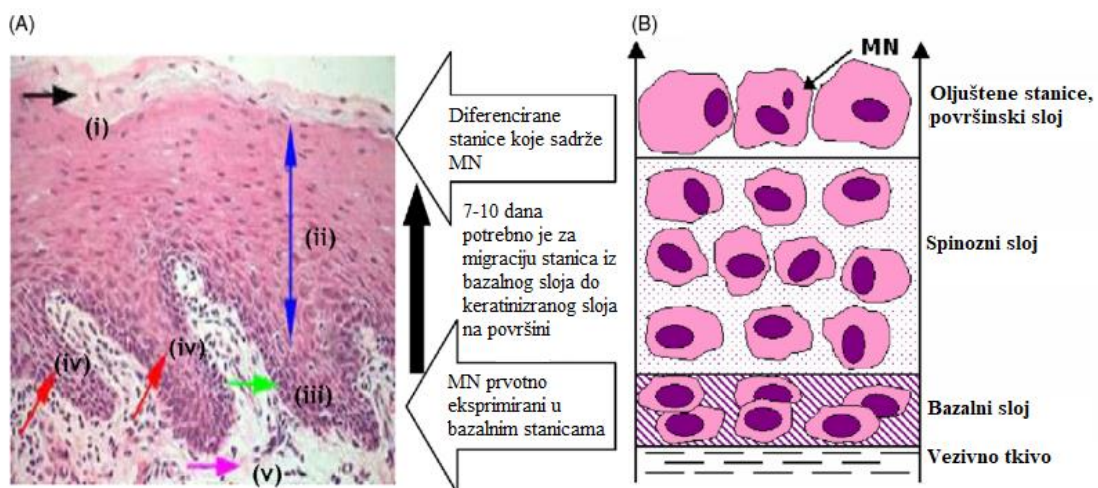 (A)
(i)
(ii)
(iii)
(iv)
(iv)
(v)
Diferencirane
stanice koje sadrže
MN
7-10 dana
potrebno je za
migraciju stanica iz
bazalnog sloja do
keratiniziranog sloja
na površini
MN prvotno
eksprimirani u
bazalnim stanicama
(B)
MN
Oljuštene stanice,
površinski sloj
Spinozni sloj
Bazalni sloj
Vezivno tkivo